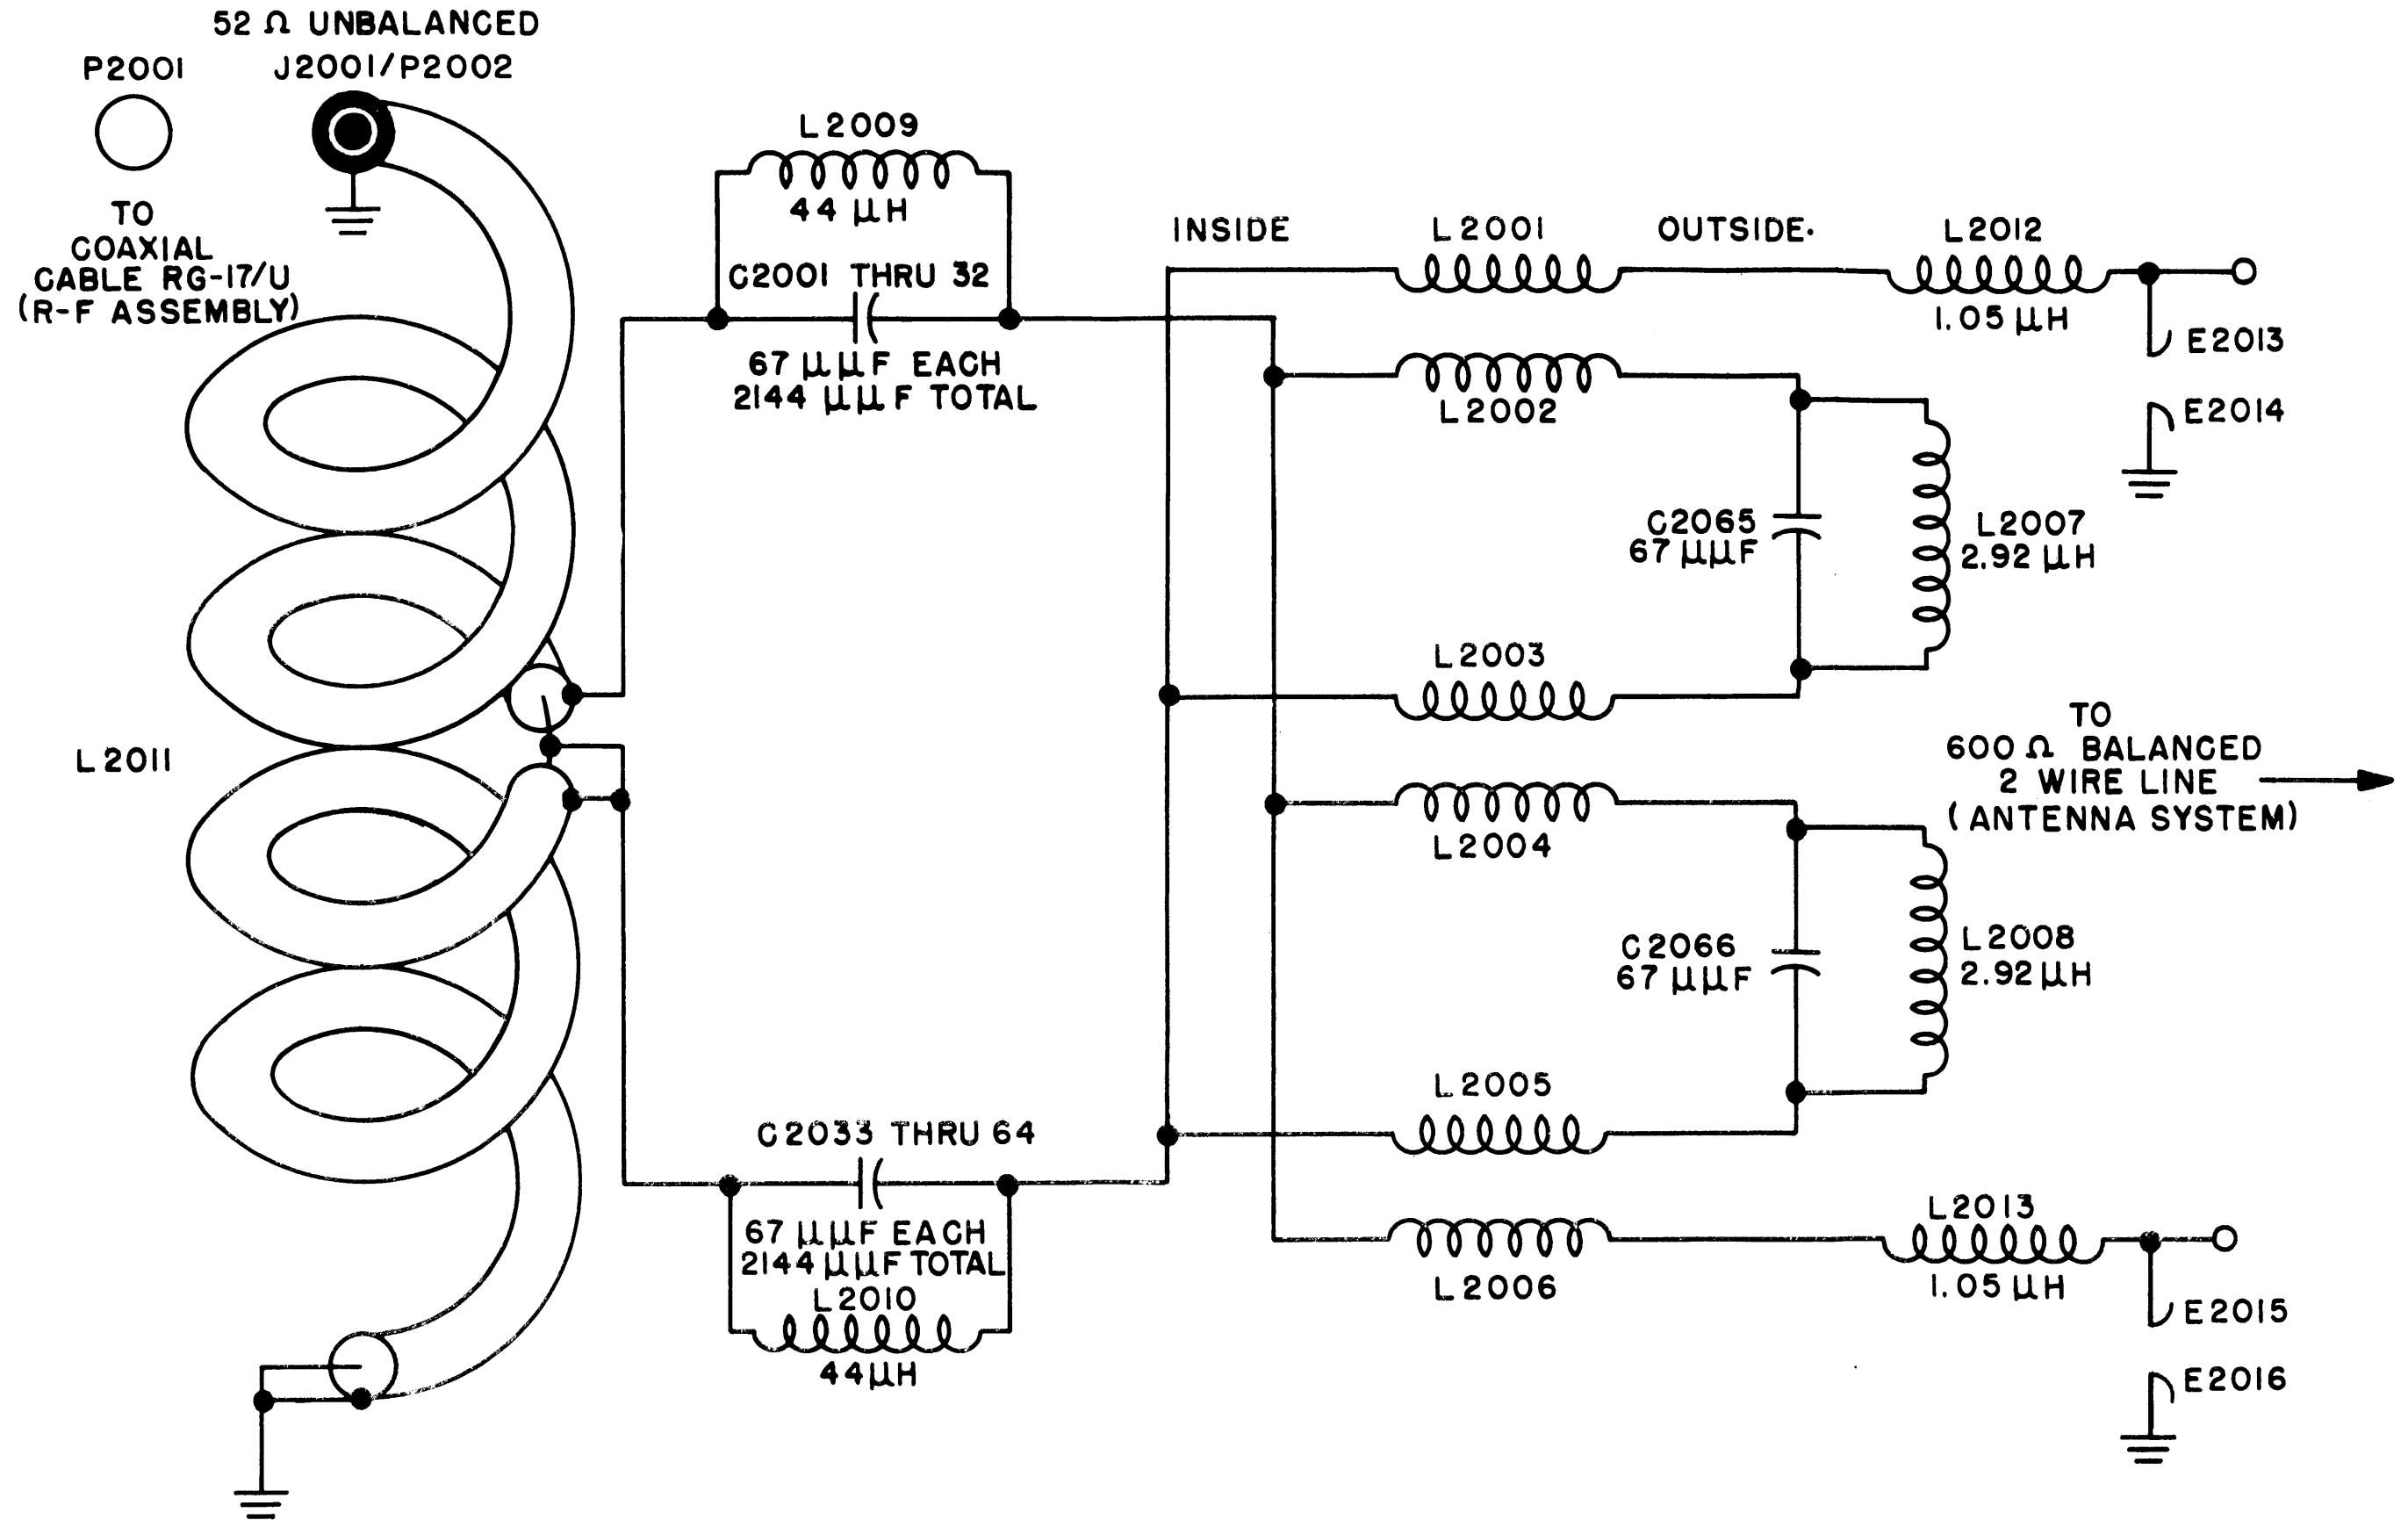 52 Ω UNBALANCED
P2001
J2001/P2002
TO
COAXIAL
CABLE RG-17/U
(R-F ASSEMBLY)
L2011
L2009
44 μH
C2001 THRU 32
67 μμF EACH
2144 μμF TOTAL
C2033 THRU 64
67 μμF EACH
2144 μμF TOTAL
L2010
44μH
INSIDE
L2001
OUTSIDE.
L2012
1.05 μH
E2013
E2014
L2002
C2065
67 μμF
L2007
2.92 μH
L2003
TO
600 Ω BALANCED
2 WIRE LINE
(ANTENNA SYSTEM)
L2004
C2066
67 μμF
L2008
2.92 μH
L2005
L2013
1.05 μH
L2006
E2015
E2016